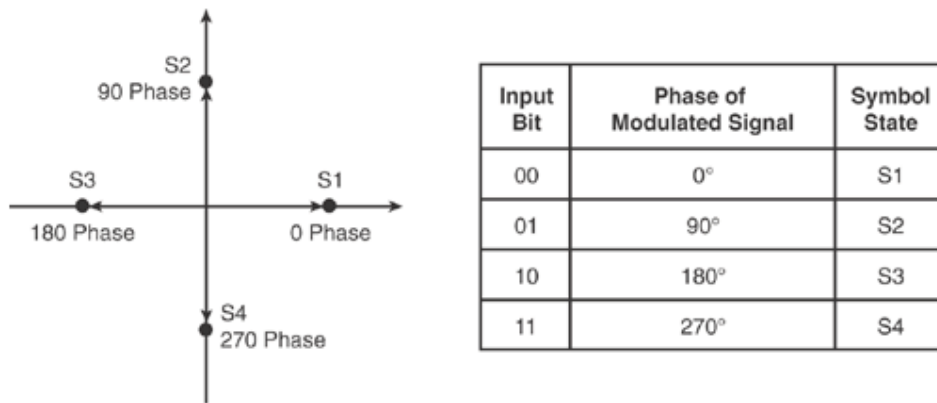 S2
90 Phase
S3
S1
180 Phase
0 Phase
S4
270 Phase
Input Bit
Phase of Modulated Signal
Symbol State
00 0° S1
01 90° S2
10 180° S3
11 270° S4